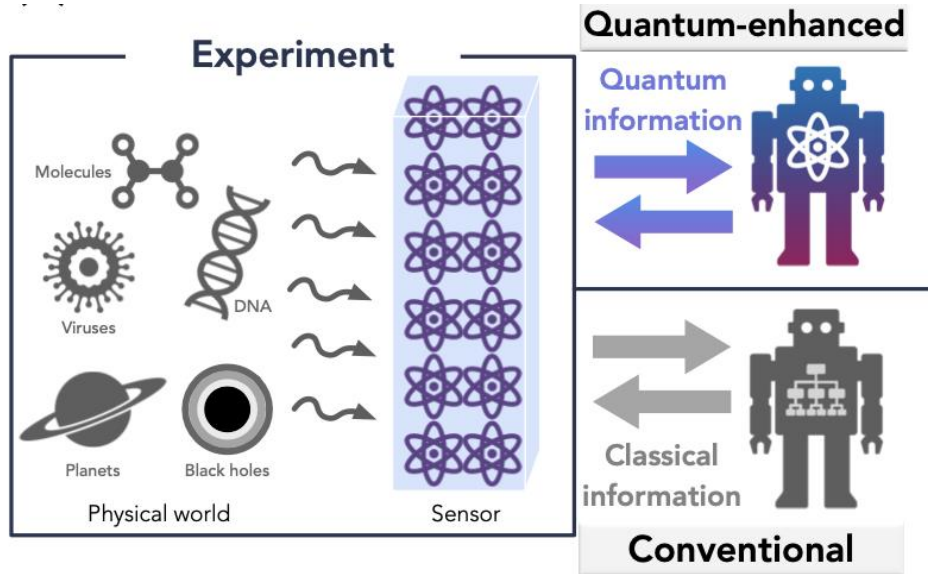 Experiment
Molecules
DNA
Viruses
Planets
Black holes
Physical world
Sensor
Quantum-enhanced
Quantum
information
Classical
information
Conventional